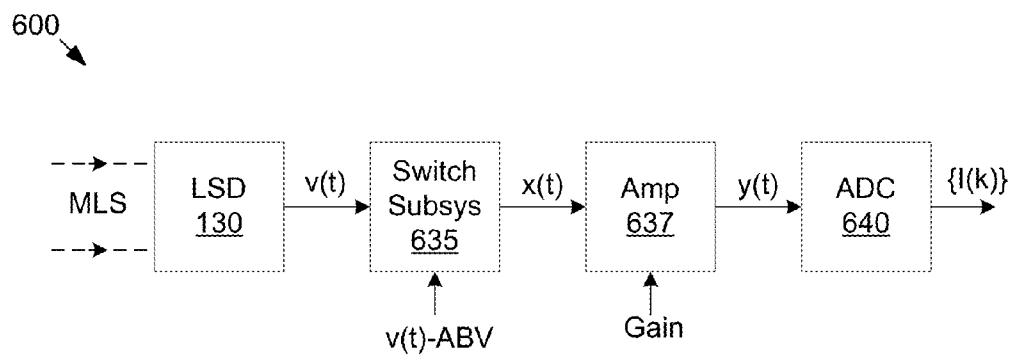 600
MLS
LSD
130
v(t)
Switch
Subsys
635
v(t)-ABV
x(t)
Amp
637
Gain
y(t)
ADC
640
{I(k)}